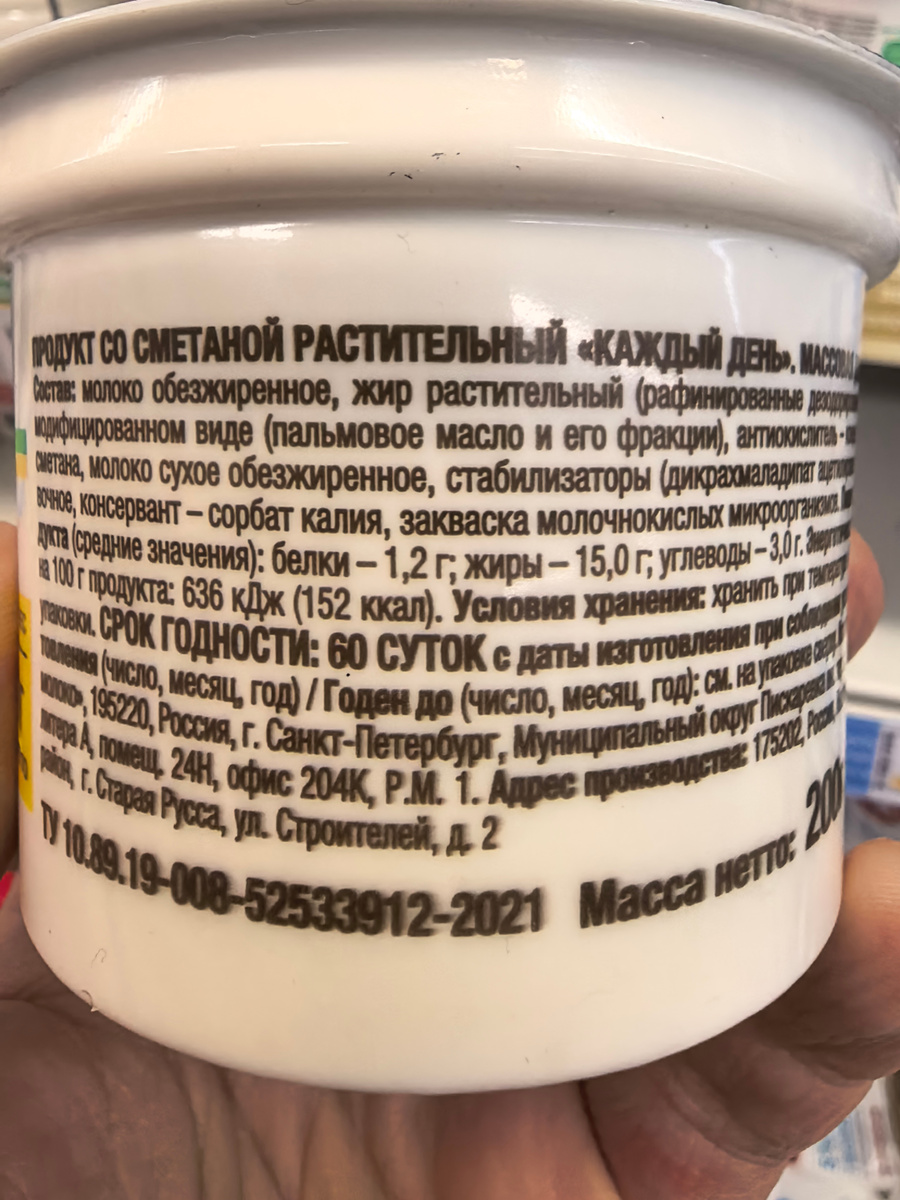 ПРОДУКТ СО СМЕТАНОЙ РАСТИТЕЛЬНЫЙ «КАЖДЫЙ ДЕНЬ».
Состав: молоко обезжиренное, жир растительный (рафинированные
модифицированном виде (пальмовое масло и его фракции), антиокислитель -
сметана, молоко сухое обезжиренное, стабилизаторы (дикрахмаладипат
вочное, консервант – сорбат калия, закваска молочнокислых микроорганизмов.
дукта (средние значения): белки – 1,2 г; жиры – 15,0 г; углеводы – 3,0 г.
на 100 г продукта: 636 кДж (152 ккал). Условия хранения: хранить при
упаковки. СРОК ГОДНОСТИ: 60 СУТОК с даты изготовления при
товления (число, месяц, год) / Годен до (число, месяц, год): см. на упаковке
молоко», 195220, Россия, г. Санкт-Петербург, Муниципальный округ
литера А, помещ. 24Н, офис 204К, Р.М. 1. Адрес производства: 175202,
район, г. Старая Русса, ул. Строителей, д. 2
ТУ 10.89.19-008-52533912-2021 Масса нетто: 200